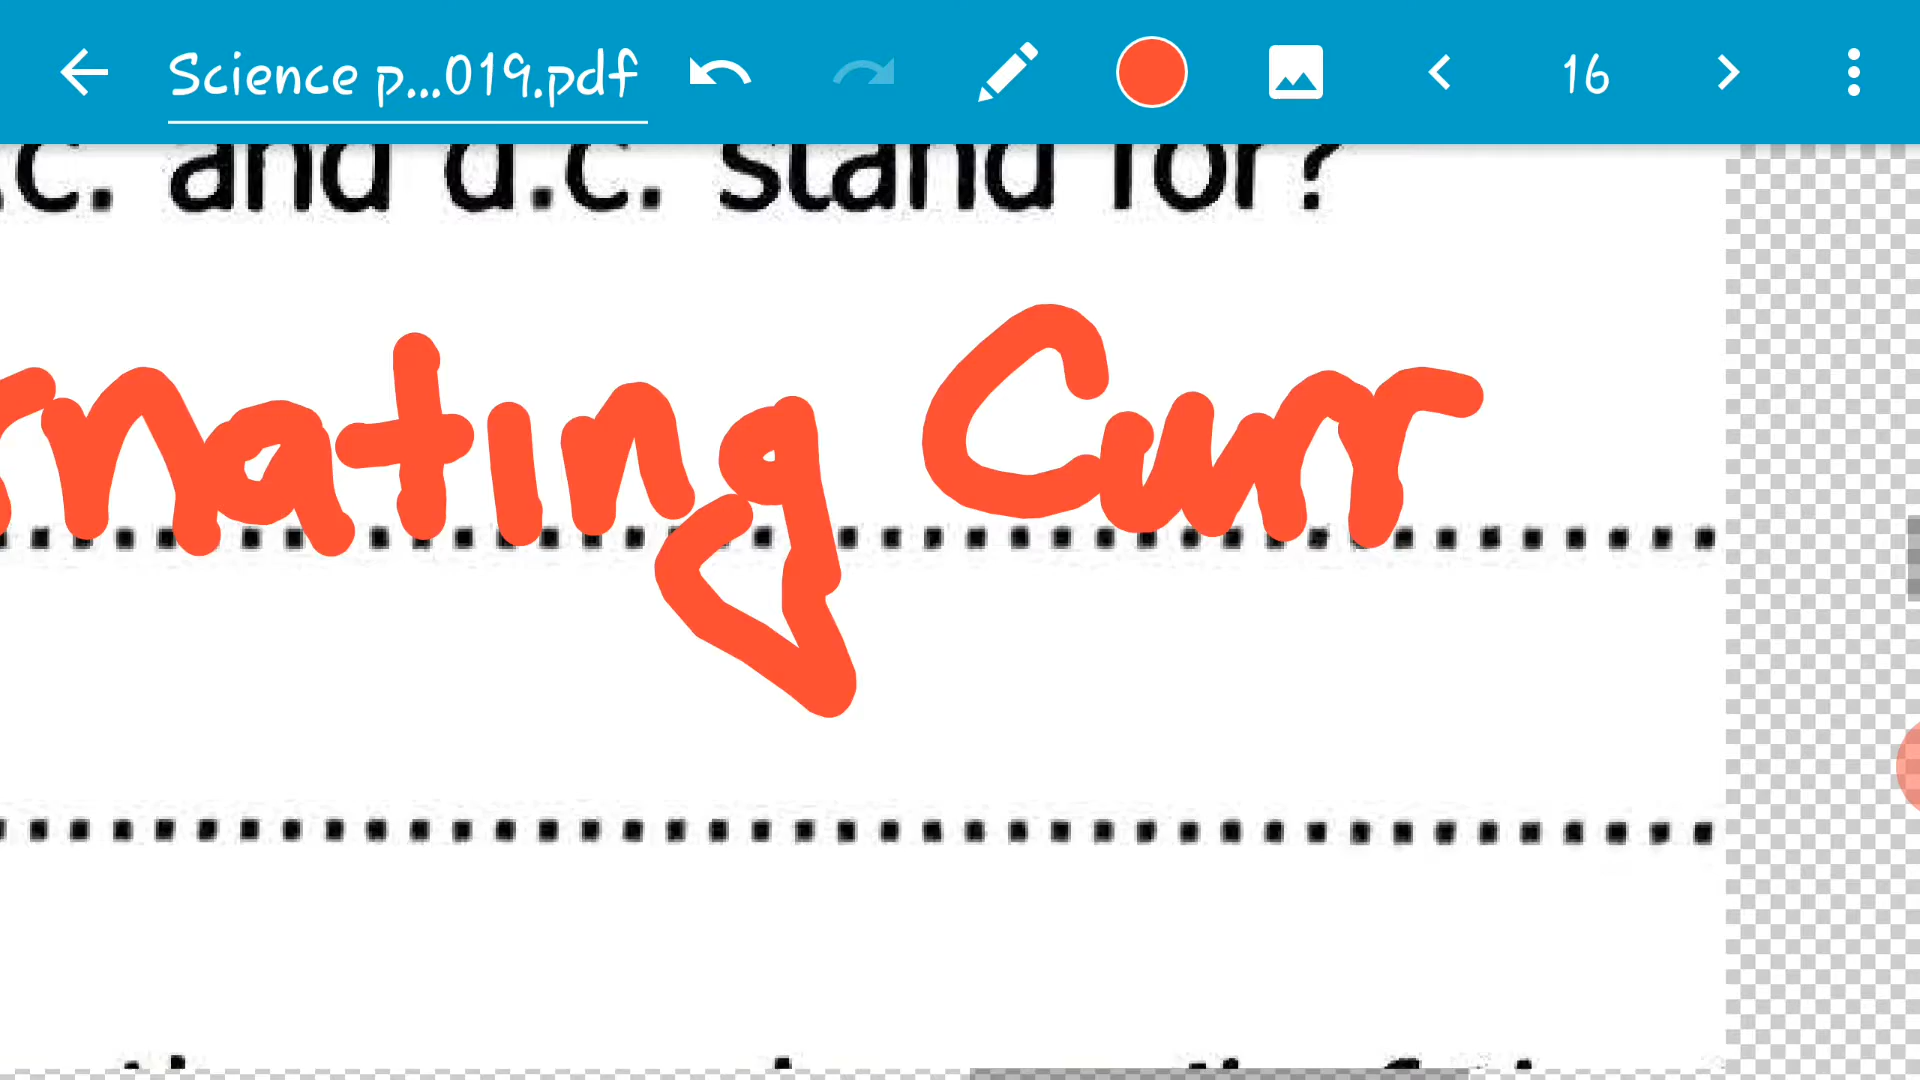 Science p...019.pdf 16
.c. and d.c. stand for?
rnating Curr